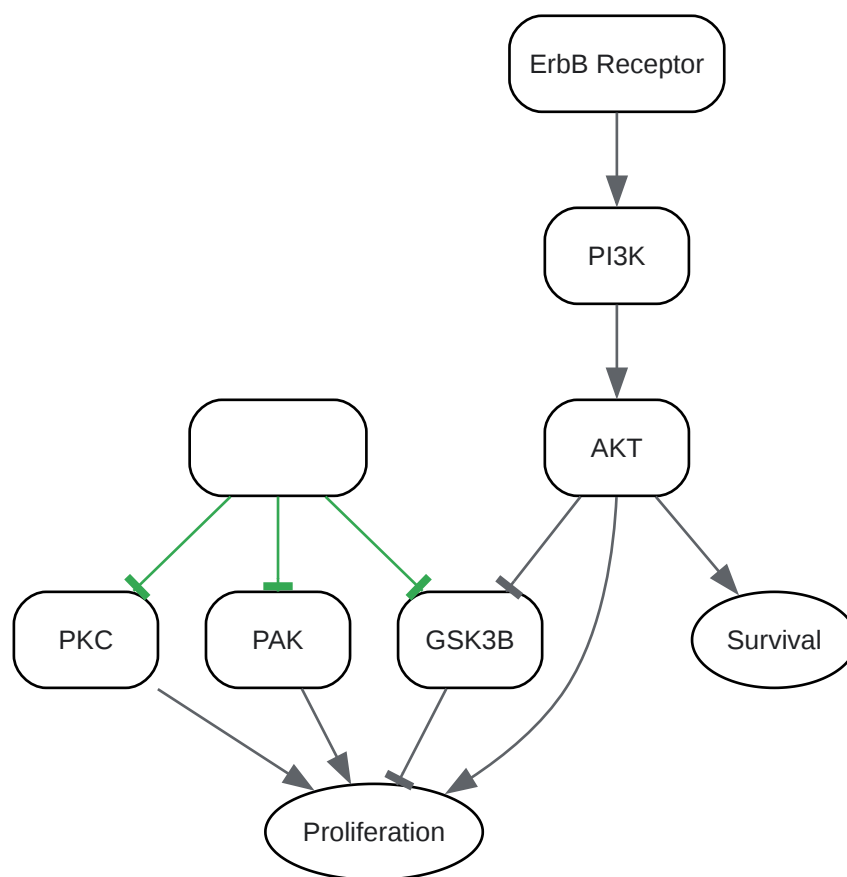 ErbB Receptor
PI3K
AKT
PKC
PAK
GSK3B
Survival
Proliferation